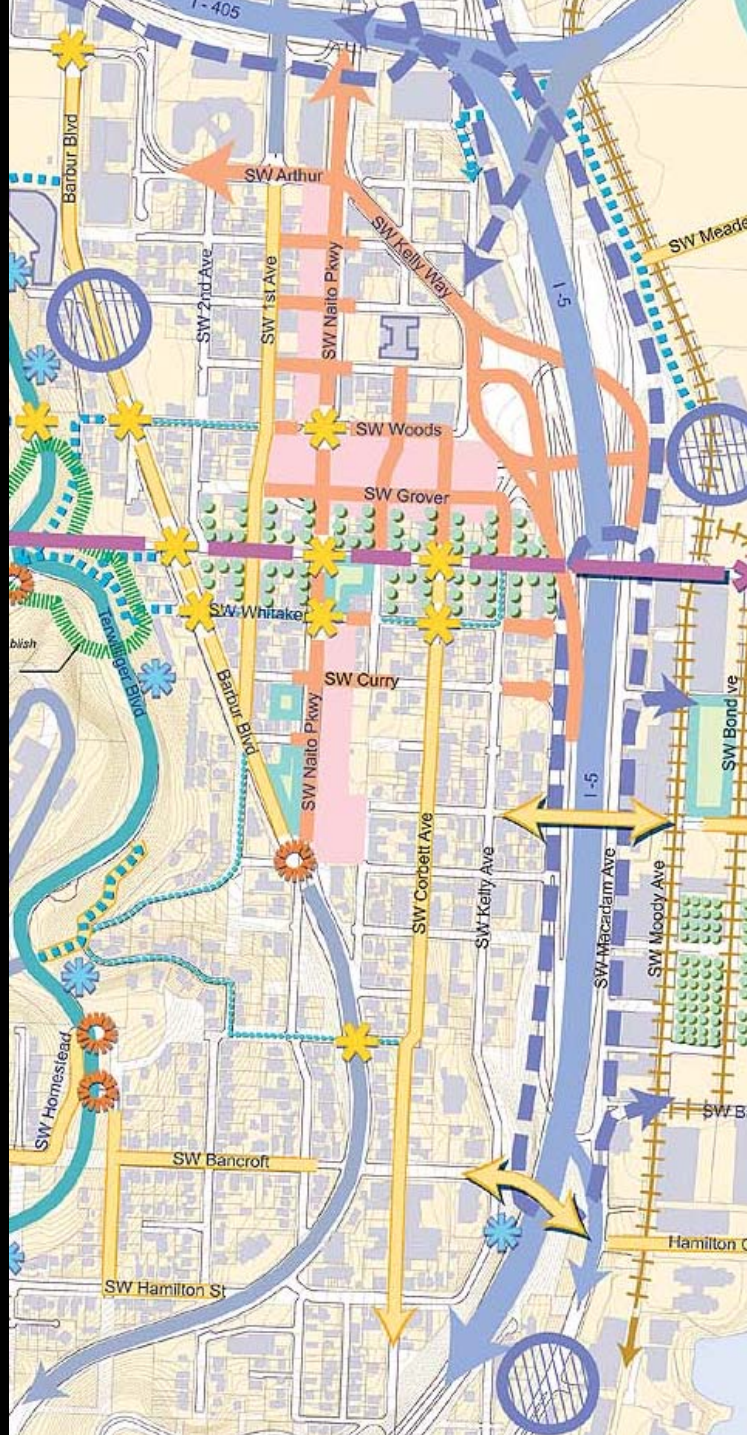 I - 405
Barbur Blvd
SW Arthur
SW Kelly Way
SW Meade
SW 2nd Ave
SW 1st Ave
SW Naito Pkwy
I -5
SW Woods
SW Grover
SW Whitaker
blish
Terwilliger Blvd
Barbur Blvd
SW Curry
SW Naito Pkwy
SW Bond ve
I -5
SW Corbett Ave
SW Kelly Ave
SW Macadam Ave
SW Moody Ave
SW Homestead
SW B
SW Bancroft
Hamilton C
SW Hamilton St